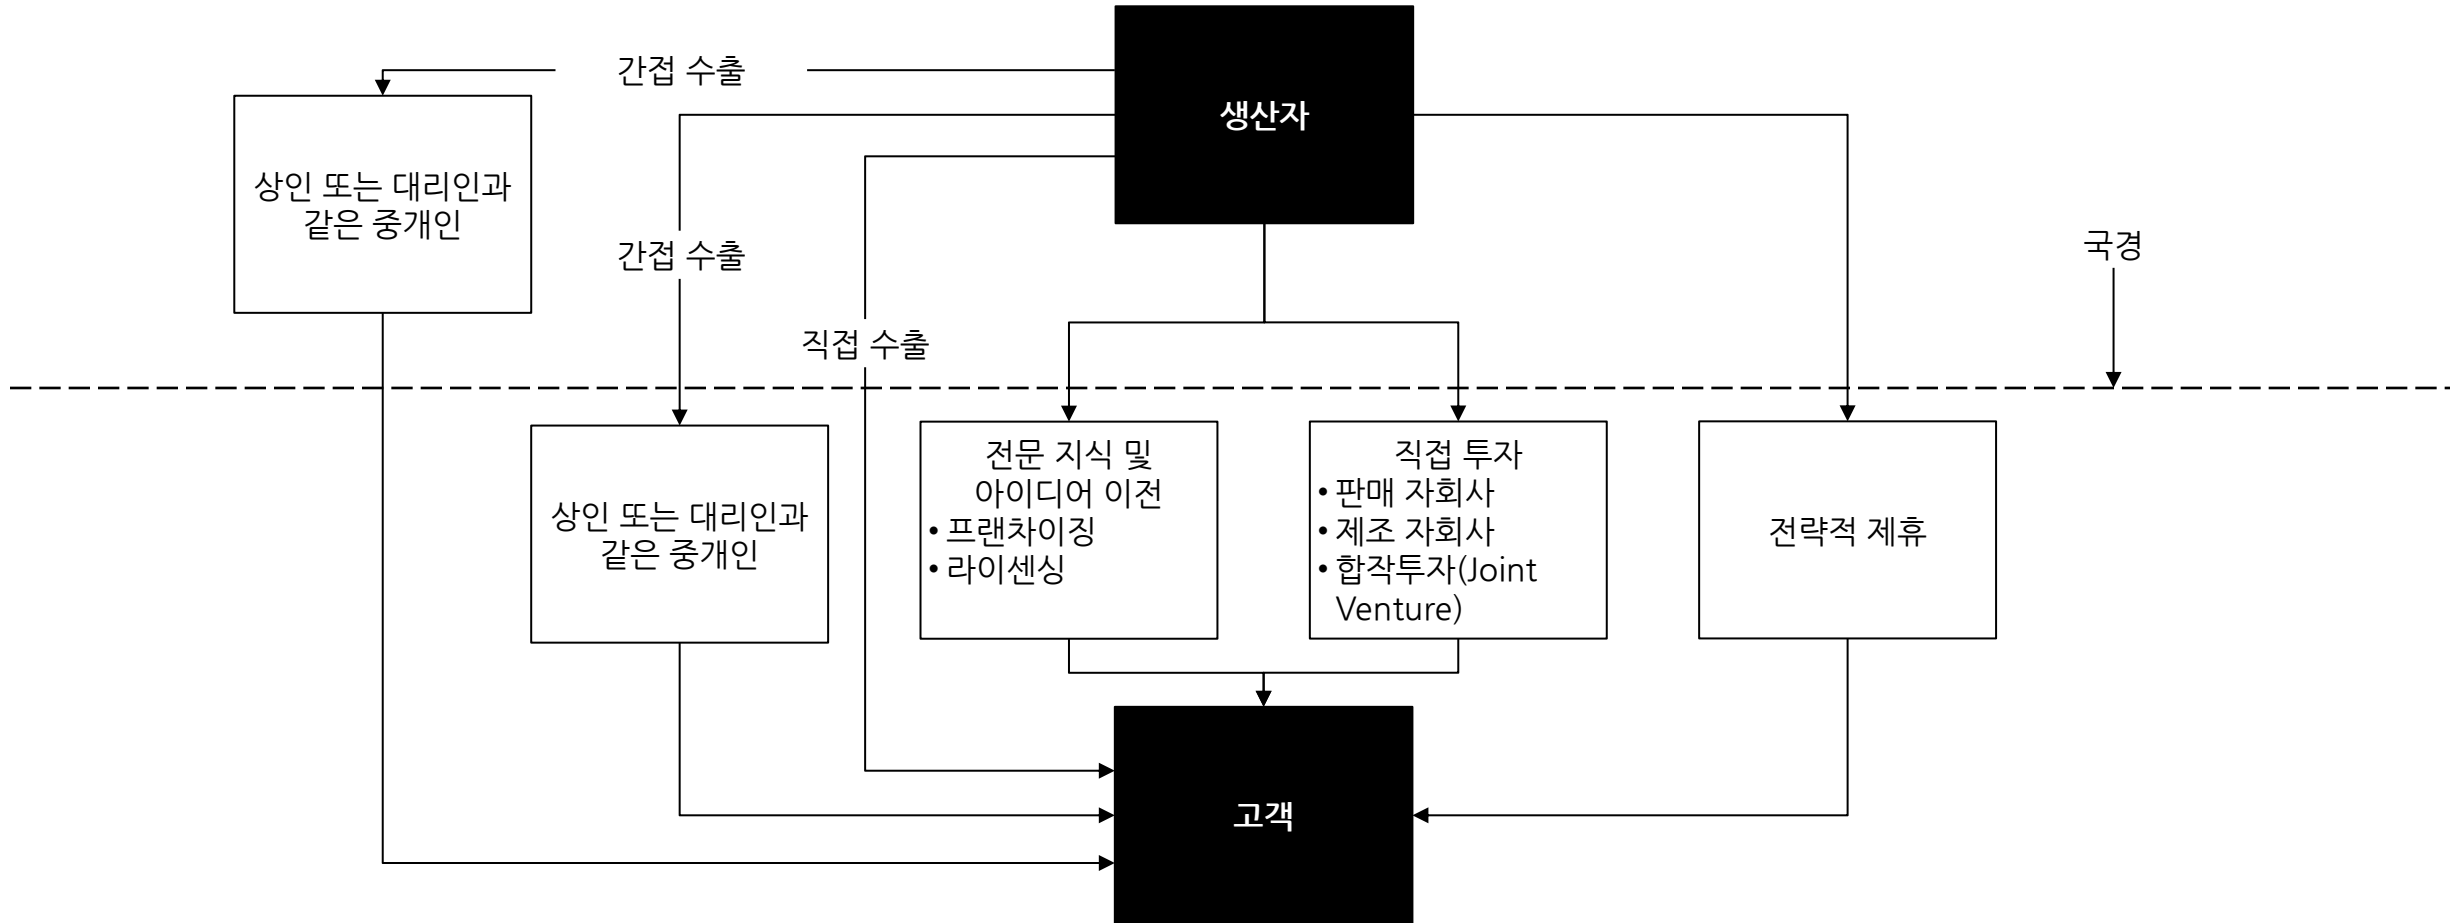 간접 수출
생산자
상인 또는 대리인과
같은 중개인
간접 수출
국경
직접 수출
상인 또는 대리인과
같은 중개인
전문 지식 및
아이디어 이전
• 프랜차이징
• 라이센싱
직접 투자
• 판매 자회사
• 제조 자회사
• 합작투자(Joint
Venture)
전략적 제휴
고객